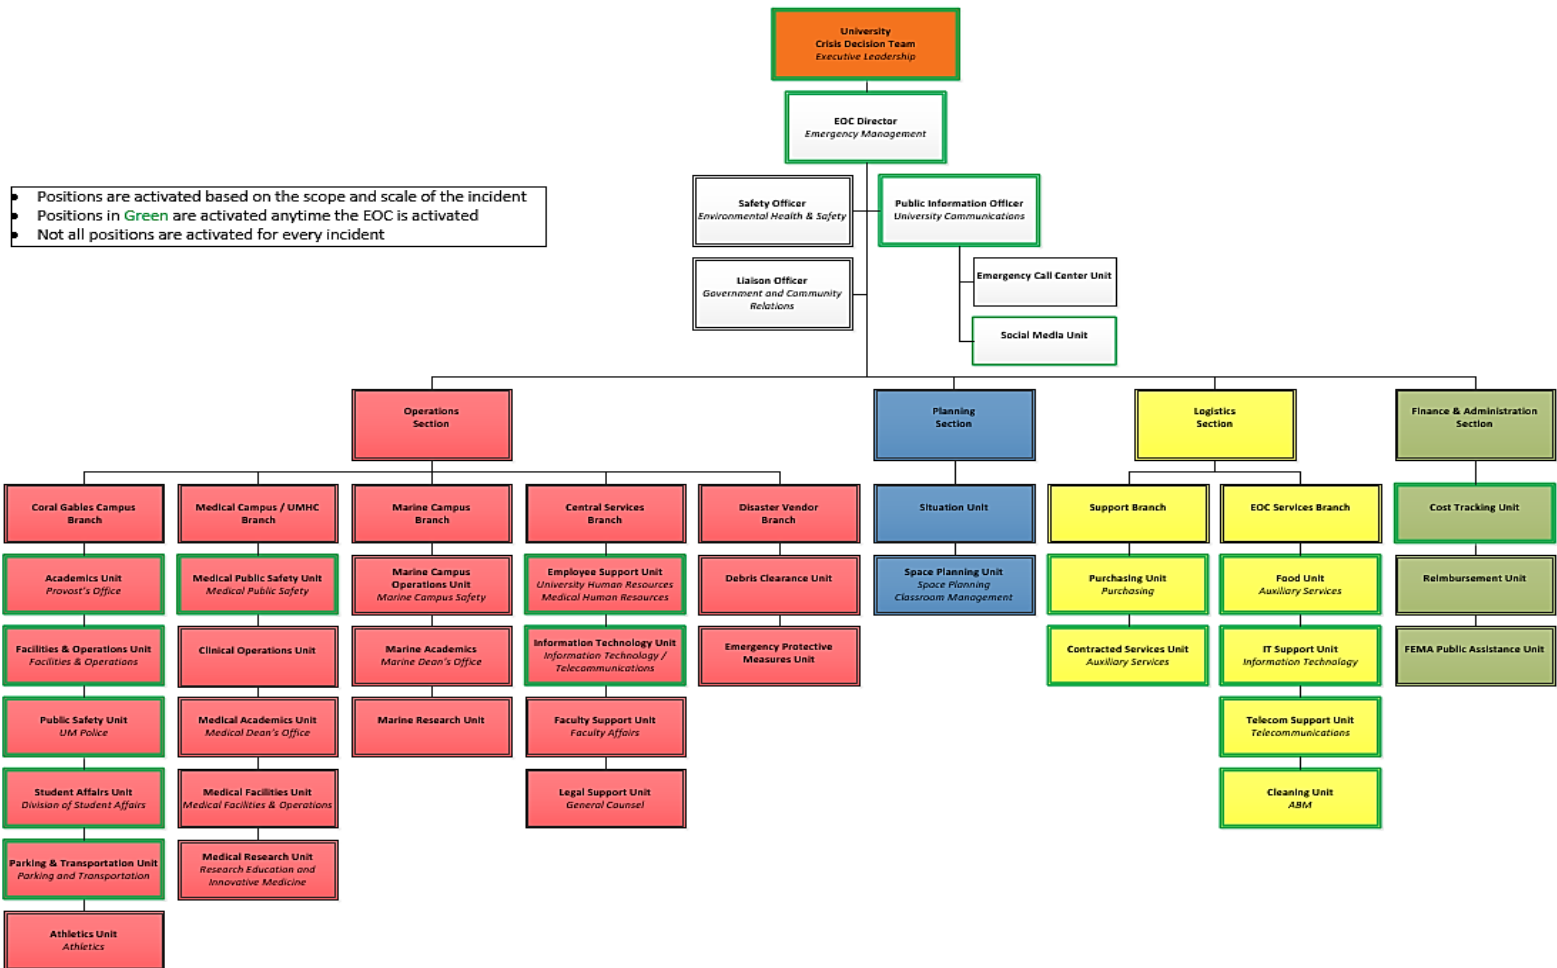 University
Crisis Decision Team
Executive Leadership
EOC Director
Emergency Management
• Positions are activated based on the scope and scale of the incident
• Positions in Green are activated anytime the EOC is activated
• Not all positions are activated for every incident
Safety Officer
Environmental Health & Safety
Public Information Officer
University Communications
Liaison Officer
Government and Community
Relations
Emergency Call Center Unit
Social Media Unit
Operations
Section
Planning
Section
Logistics
Section
Finance & Administration
Section
Coral Gables Campus
Branch
Academics Unit
Provost's Office
Facilities & Operations Unit
Facilities & Operations
Public Safety Unit
UM Police
Student Affairs Unit
Division of Student Affairs
Parking & Transportation Unit
Parking and Transportation
Athletics Unit
Athletics
Medical Campus / UMHC
Branch
Medical Public Safety Unit
Medical Public Safety
Clinical Operations Unit
Medical Academics Unit
Medical Dean's Office
Medical Facilities Unit
Medical Facilities & Operations
Medical Research Unit
Research Education and
Innovative Medicine
Marine Campus
Branch
Marine Campus
Operations Unit
Marine Campus Safety
Marine Academics
Marine Dean's Office
Marine Research Unit
Central Services
Branch
Employee Support Unit
University Human Resources
Medical Human Resources
Information Technology Unit
Information Technology /
Telecommunications
Faculty Support Unit
Faculty Affairs
Legal Support Unit
General Counsel
Disaster Vendor
Branch
Debris Clearance Unit
Emergency Protective
Measures Unit
Situation Unit
Space Planning Unit
Space Planning
Classroom Management
Support Branch
Purchasing Unit
Purchasing
Contracted Services Unit
Auxiliary Services
EOC Services Branch
Food Unit
Auxiliary Services
IT Support Unit
Information Technology
Telecom Support Unit
Telecommunications
Cleaning Unit
ABM
Cost Tracking Unit
Reimbursement Unit
FEMA Public Assistance Unit